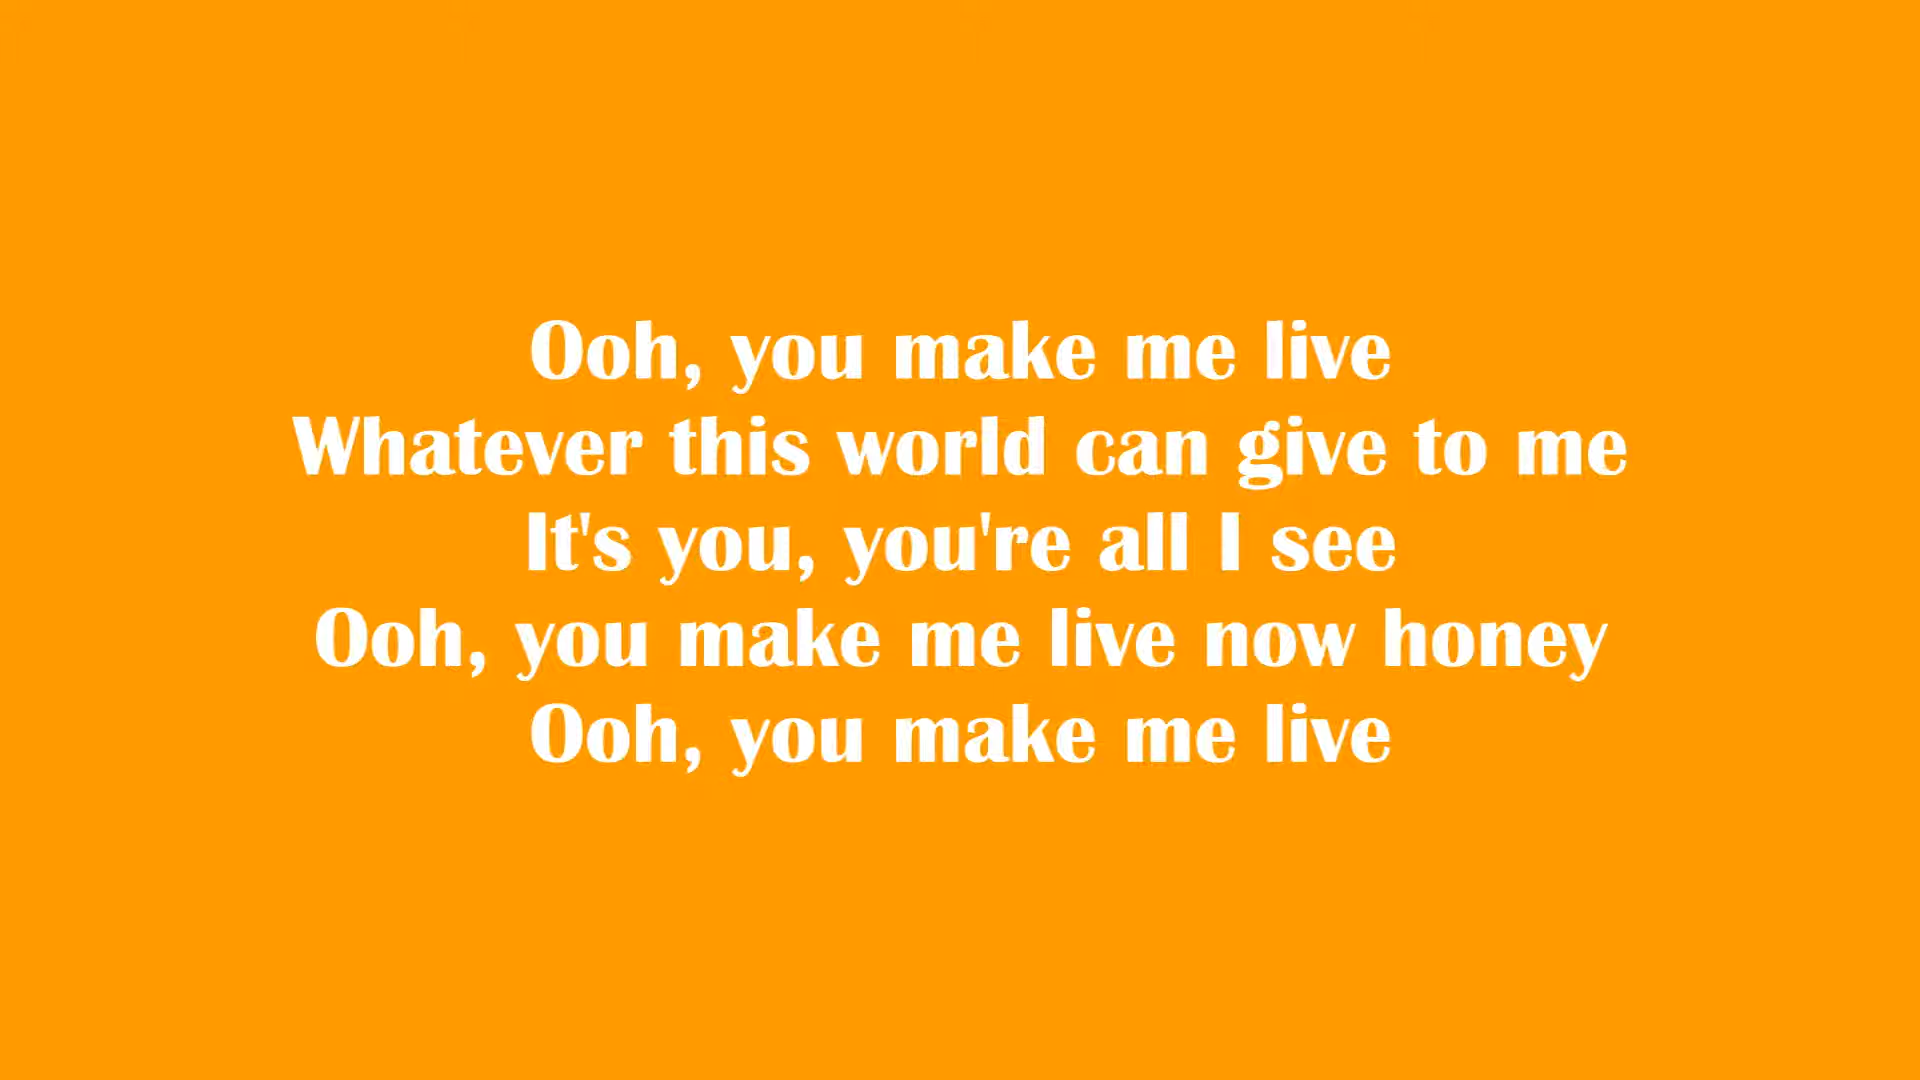 Ooh, you make me live
Whatever this world can give to me
It's you, you're all I see
Ooh, you make me live now honey
Ooh, you make me live